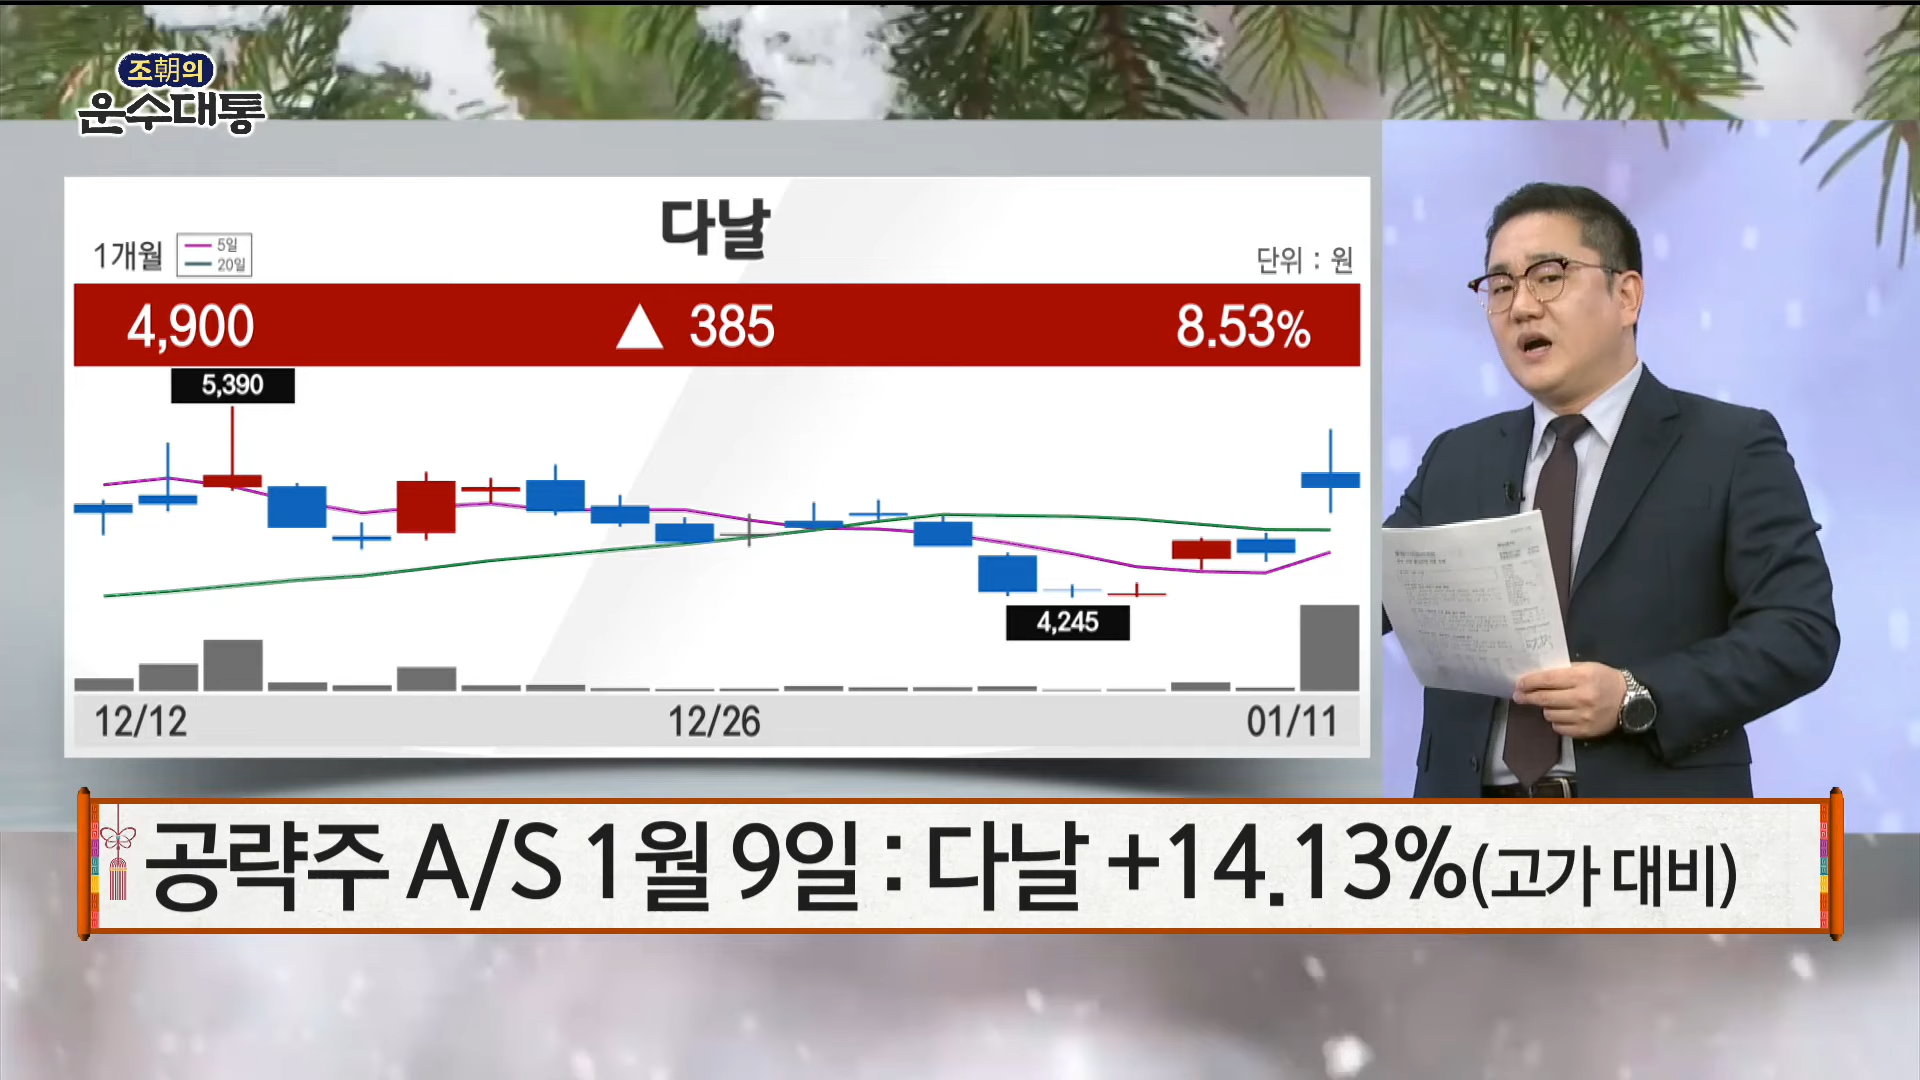 조朝의
운수대통
다날
1개월
5일
20일
단위 : 원
4,900 ▲ 385 8.53%
5,390
4,245
12/12 12/26 01/11
공략주 A/S 1월 9일 : 다날 +14.13%(고가 대비)